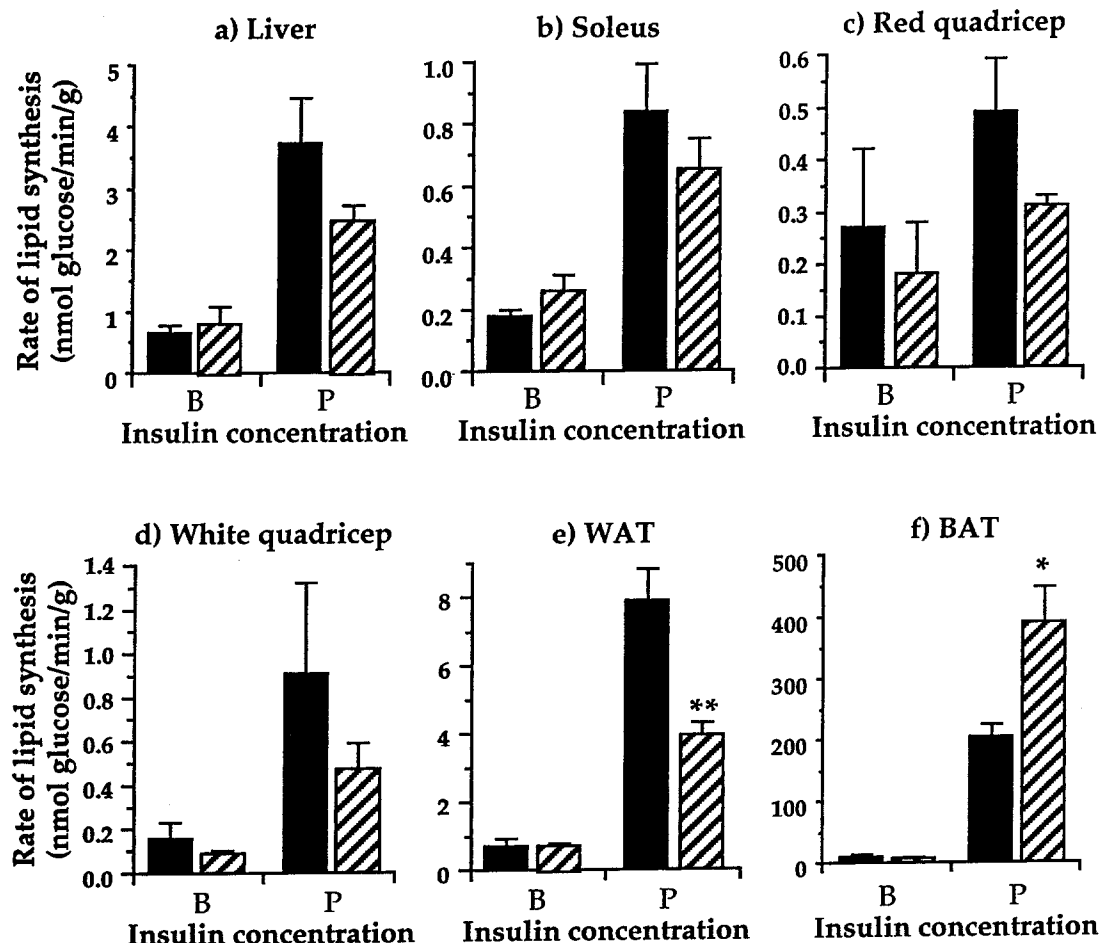 a) Liver
b) Soleus
c) Red quadricep
Rate of lipid synthesis
(nmol glucose/min/g)
5
4
3
2
1
0
B
P
Insulin concentration
1.0
0.8
0.6
0.4
0.2
0.0
B
P
Insulin concentration
0.6
0.5
0.4
0.3
0.2
0.1
0.0
B
P
Insulin concentration
d) White quadricep
e) WAT
f) BAT
Rate of lipid synthesis
(nmol glucose/min/g)
1.4
1.2
1.0
0.8
0.6
0.4
0.2
0.0
B
P
Insulin concentration
8
6
4
2
0
**
B
P
Insulin concentration
500
400
300
200
100
0
*
B
P
Insulin concentration